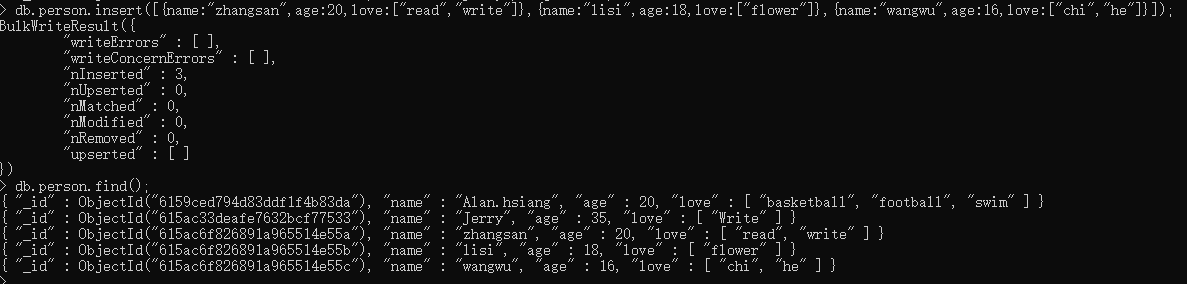 > db.person.insert([{name:"zhangsan",age:20,love:["read","write"]}, {name:"lisi",age:18,love:["flower"]}, {name:"wangwu",age:16,love:["chi","he"]}]);
BulkWriteResult({
        "writeErrors" : [ ],
        "writeConcernErrors" : [ ],
        "nInserted" : 3,
        "nUpserted" : 0,
        "nMatched" : 0,
        "nModified" : 0,
        "nRemoved" : 0,
        "upserted" : [ ]
})
> db.person.find();
{ "_id" : ObjectId("6159ced794d83ddf1f4b83da"), "name" : "Alan.hsiang", "age" : 20, "love" : [ "basketball", "football", "swim" ] }
{ "_id" : ObjectId("615ac33deafe7632bcf77533"), "name" : "Jerry", "age" : 35, "love" : [ "Write" ] }
{ "_id" : ObjectId("615ac6f826891a965514e55a"), "name" : "zhangsan", "age" : 20, "love" : [ "read", "write" ] }
{ "_id" : ObjectId("615ac6f826891a965514e55b"), "name" : "lisi", "age" : 18, "love" : [ "flower" ] }
{ "_id" : ObjectId("615ac6f826891a965514e55c"), "name" : "wangwu", "age" : 16, "love" : [ "chi", "he" ] }
>